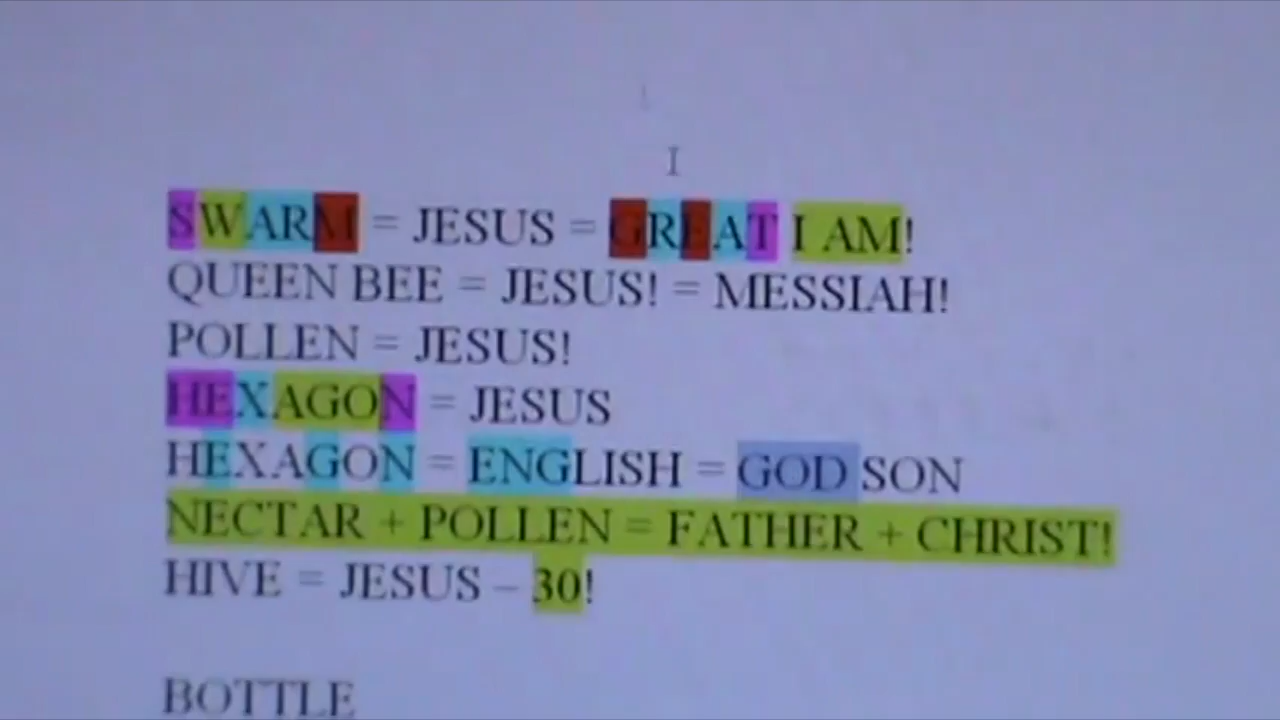 SWARM = JESUS = GREAT I AM!
QUEEN BEE = JESUS! = MESSIAH!
POLLEN = JESUS!
HEXAGON = JESUS
HEXAGON = ENGLISH = GOD SON
NECTAR + POLLEN = FATHER + CHRIST!
HIVE = JESUS – 30!
BOTTLE